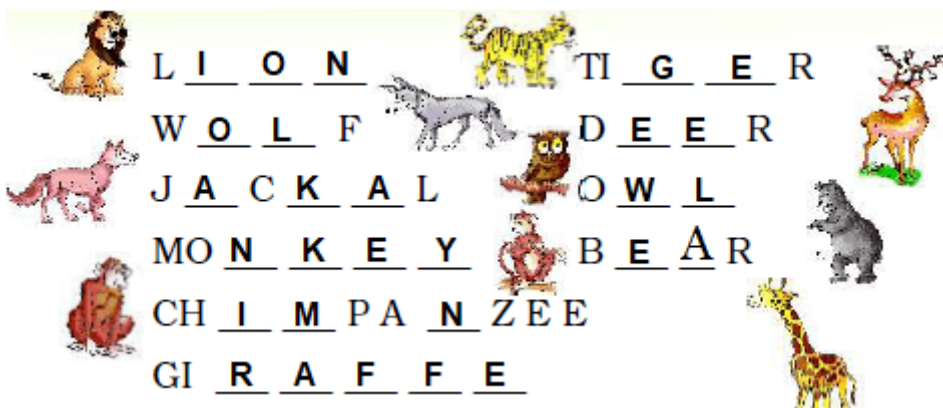 LION
TIGER
WOLF
DEER
JACKAL
OWL
MONKEY
BEAR
CHIMPANZEE
GIRAFFE